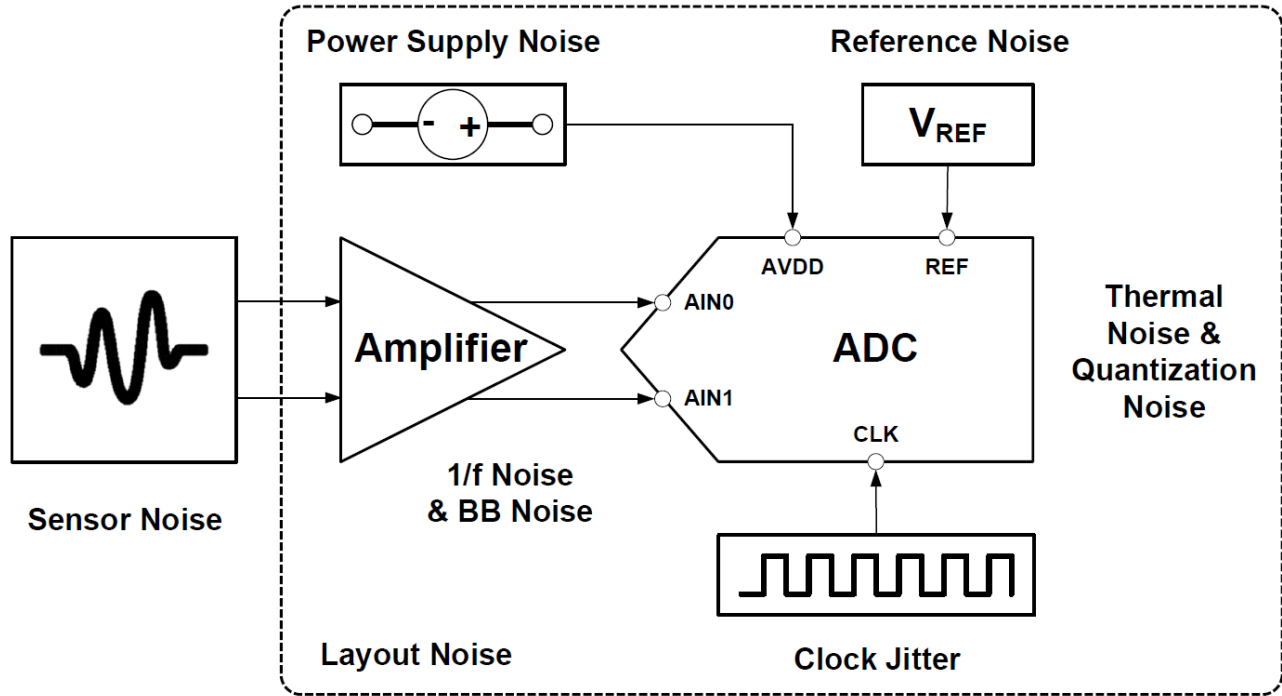 Power Supply Noise
Reference Noise
- +
VREF
AVDD
REF
AIN0
Amplifier
ADC
AIN1
CLK
Thermal
Noise &
Quantization
Noise
1/f Noise
& BB Noise
Sensor Noise
Layout Noise
Clock Jitter